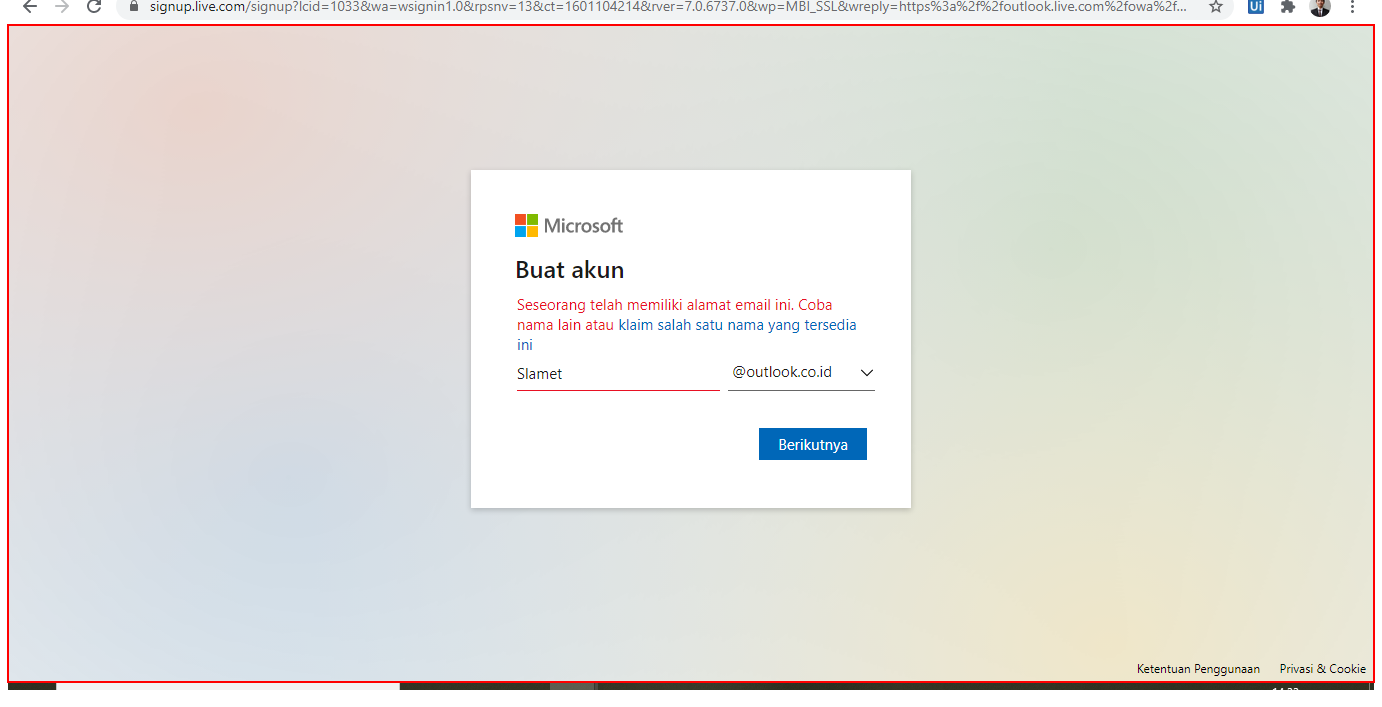 signup.live.com/signup?lcid=1033&wa=wsignin1.0&rpsnv=13&ct=1601104214&rver=7.0.6737.0&wp=MBI_SSL&wreply=https%3a%2f%2foutlook.live.com%2fowa%2f...
Ui
Microsoft
Buat akun
Seseorang telah memiliki alamat email ini. Coba
nama lain atau klaim salah satu nama yang tersedia
ini
Slamet @outlook.co.id
Berikutnya
Ketentuan Penggunaan Privasi & Cookie